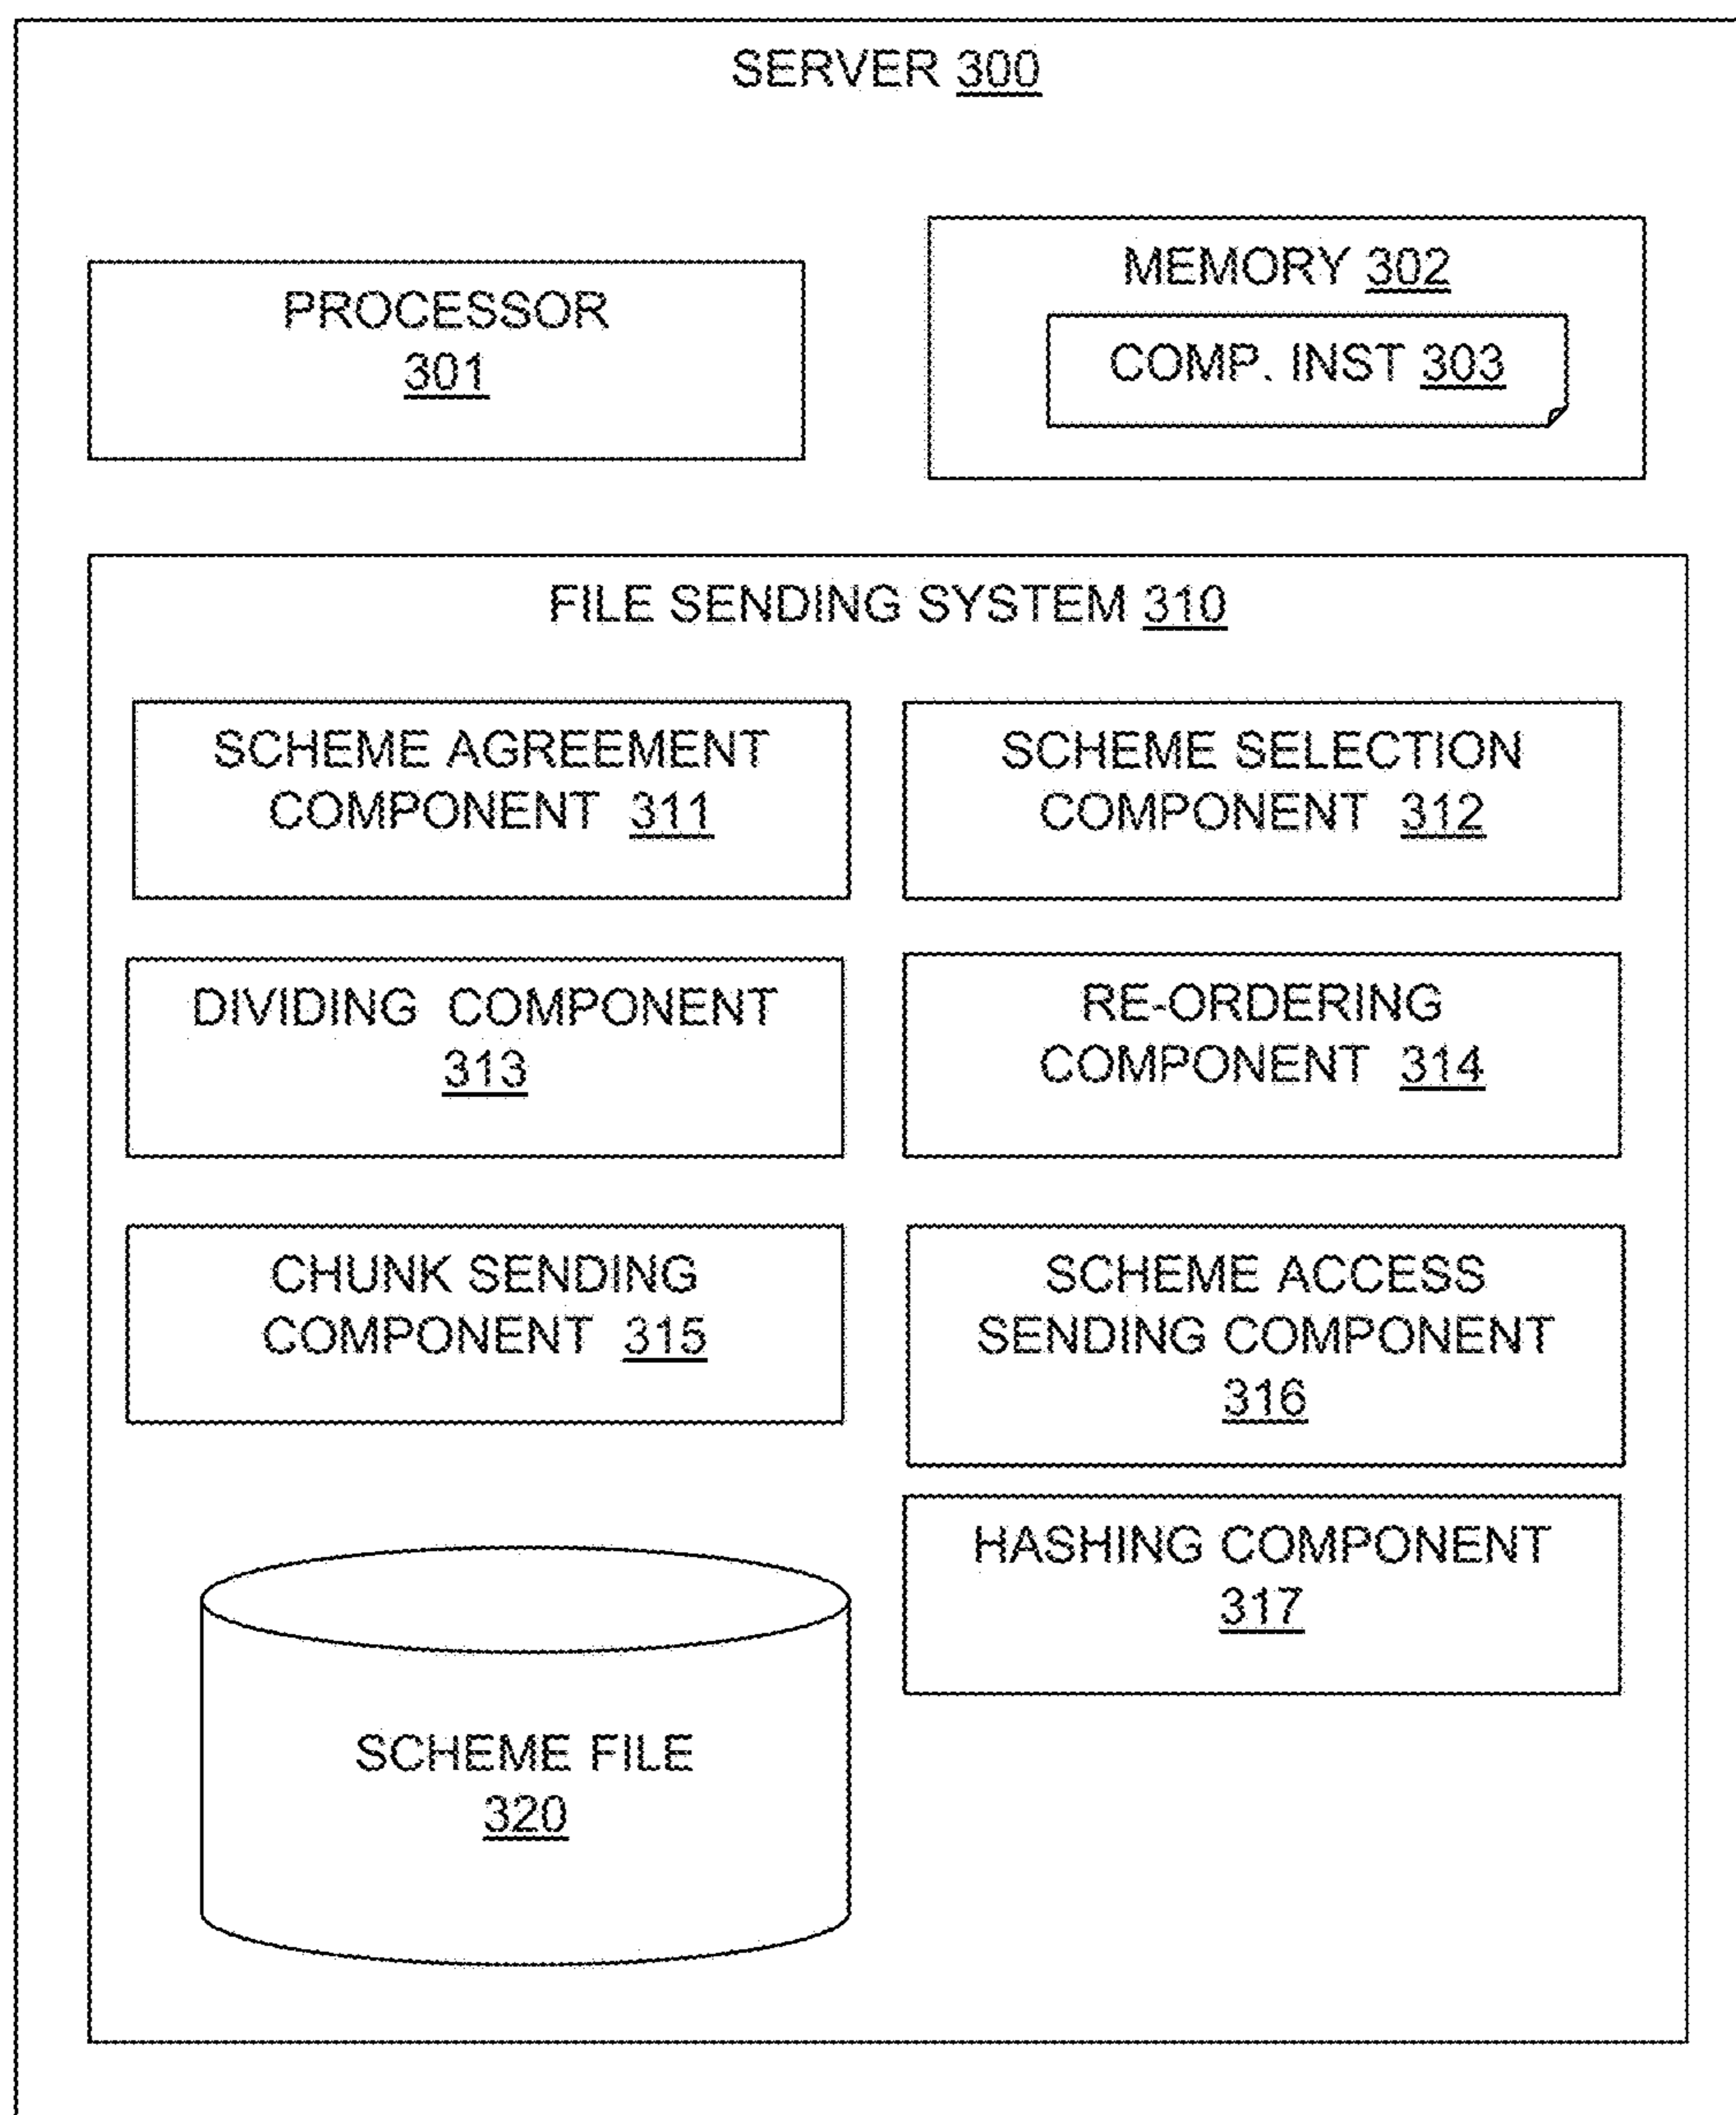 SERVER 300
PROCESSOR
301
MEMORY 302
COMP. INST 303
FILE SENDING SYSTEM 310
SCHEME AGREEMENT
COMPONENT 311
SCHEME SELECTION
COMPONENT 312
DIVIDING COMPONENT
313
RE-ORDERING
COMPONENT 314
CHUNK SENDING
COMPONENT 315
SCHEME ACCESS
SENDING COMPONENT
316
HASHING COMPONENT
317
SCHEME FILE
320